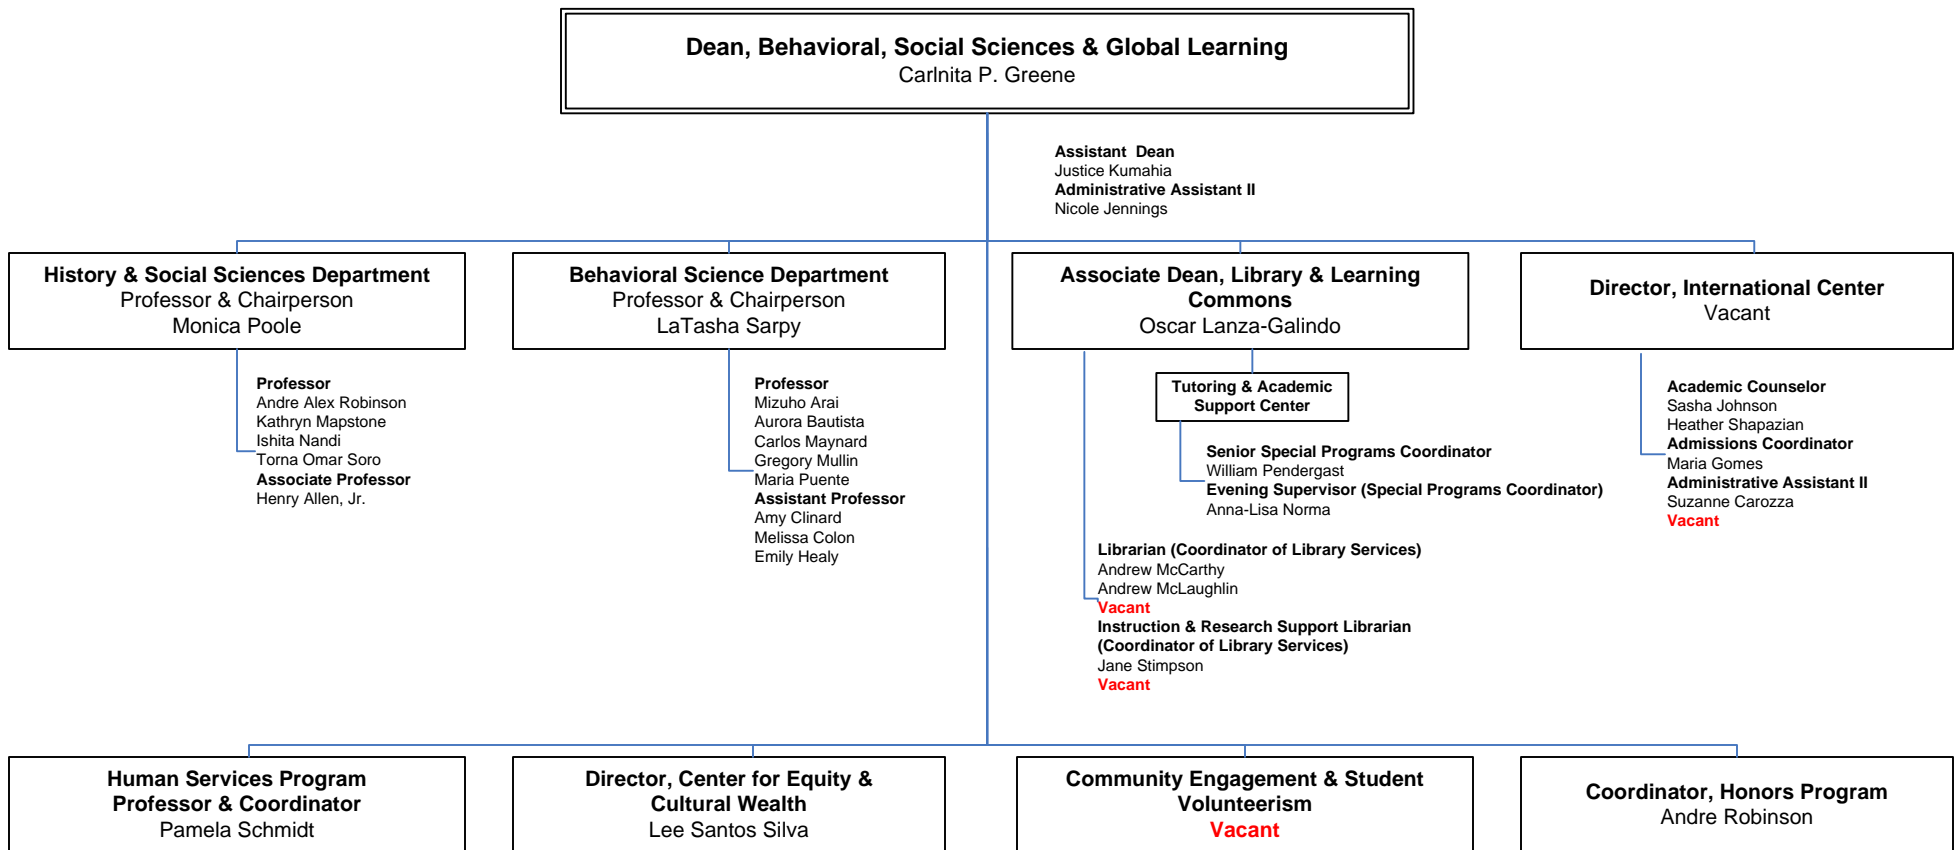 Dean, Behavioral, Social Sciences & Global Learning
Carlnita P. Greene
Assistant  Dean
Justice Kumahia
Administrative Assistant II
Nicole Jennings
History & Social Sciences Department
Professor & Chairperson
Monica Poole
Professor
Andre Alex Robinson
Kathryn Mapstone
Ishita Nandi
Torna Omar Soro
Associate Professor
Henry Allen, Jr.
Behavioral Science Department
Professor & Chairperson
LaTasha Sarpy
Professor
Mizuho Arai
Aurora Bautista
Carlos Maynard
Gregory Mullin
Maria Puente
Assistant Professor
Amy Clinard
Melissa Colon
Emily Healy
Associate Dean, Library & Learning
Commons
Oscar Lanza-Galindo
Tutoring & Academic
Support Center
Senior Special Programs Coordinator
William Pendergast
Evening Supervisor (Special Programs Coordinator)
Anna-Lisa Norma
Librarian (Coordinator of Library Services)
Andrew McCarthy
Andrew McLaughlin
Vacant
Instruction & Research Support Librarian
(Coordinator of Library Services)
Jane Stimpson
Vacant
Director, International Center
Vacant
Academic Counselor
Sasha Johnson
Heather Shapazian
Admissions Coordinator
Maria Gomes
Administrative Assistant II
Suzanne Carozza
Vacant
Human Services Program
Professor & Coordinator
Pamela Schmidt
Director, Center for Equity &
Cultural Wealth
Lee Santos Silva
Community Engagement & Student
Volunteerism
Vacant
Coordinator, Honors Program
Andre Robinson